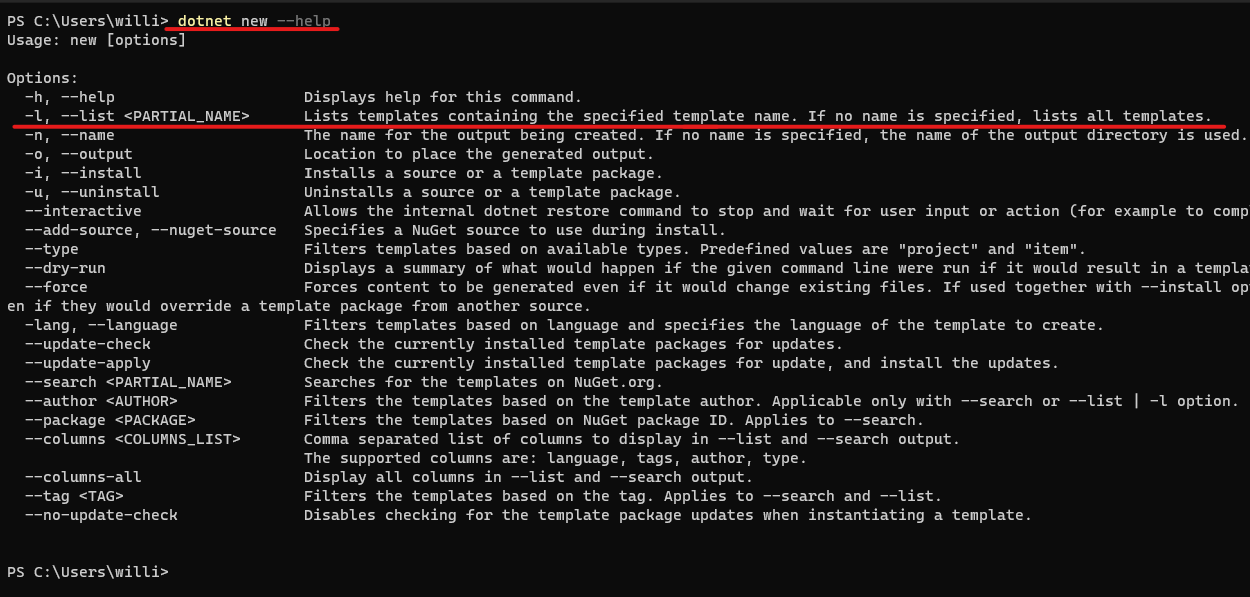 PS C:\Users\willi> dotnet new --help
Usage: new [options]
Options:
-h, --help Displays help for this command.
-l, --list <PARTIAL_NAME> Lists templates containing the specified template name. If no name is specified, lists all templates.
-n, --name The name for the output being created. If no name is specified, the name of the output directory is used.
-o, --output Location to place the generated output.
-i, --install Installs a source or a template package.
-u, --uninstall Uninstalls a source or a template package.
--interactive Allows the internal dotnet restore command to stop and wait for user input or action (for example to compl
--add-source, --nuget-source Specifies a NuGet source to use during install.
--type Filters templates based on available types. Predefined values are "project" and "item".
--dry-run Displays a summary of what would happen if the given command line were run if it would result in a templa
--force Forces content to be generated even if it would change existing files. If used together with --install op
en if they would override a template package from another source.
-lang, --language Filters templates based on language and specifies the language of the template to create.
--update-check Check the currently installed template packages for updates.
--update-apply Check the currently installed template packages for update, and install the updates.
--search <PARTIAL_NAME> Searches for the templates on NuGet.org.
--author <AUTHOR> Filters the templates based on the template author. Applicable only with --search or --list | -l option.
--package <PACKAGE> Filters the templates based on NuGet package ID. Applies to --search.
--columns <COLUMNS_LIST> Comma separated list of columns to display in --list and --search output.
The supported columns are: language, tags, author, type.
--columns-all Display all columns in --list and --search output.
--tag <TAG> Filters the templates based on the tag. Applies to --search and --list.
--no-update-check Disables checking for the template package updates when instantiating a template.
PS C:\Users\willi>